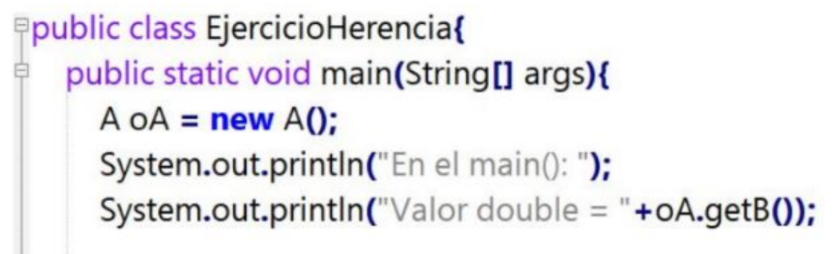 public class EjercicioHerencia{
public static void main(String[] args){
A oA = new A();
System.out.println("En el main(): ");
System.out.println("Valor double = "+oA.getB());